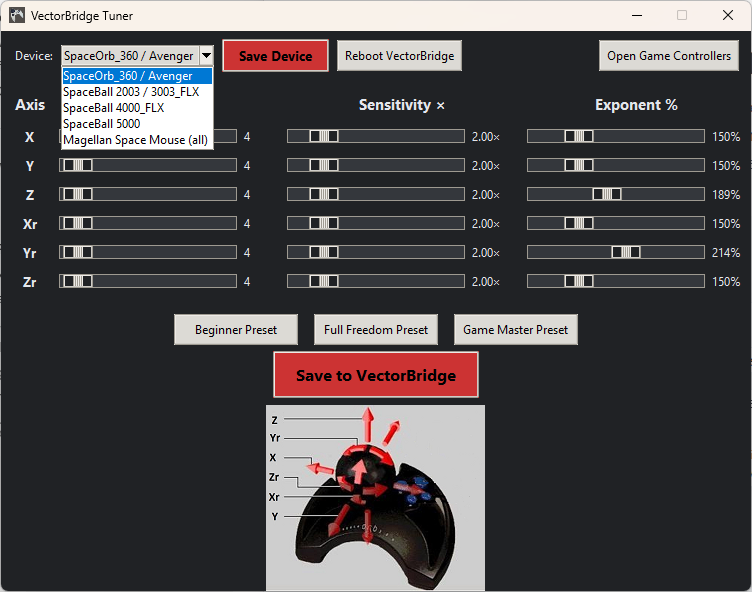 VectorBridge Tuner
Device: SpaceOrb_360 / Avenger Save Device Reboot VectorBridge Open Game Controllers
SpaceOrb_360 / Avenger
SpaceBall 2003 / 3003_FLX
SpaceBall 4000_FLX
SpaceBall 5000
Magellan Space Mouse (all)
Axis Sensitivity × Exponent %
X 4 2.00× 150%
Y 4 2.00× 150%
Z 4 2.00× 189%
Xr 4 2.00× 150%
Yr 4 2.00× 214%
Zr 4 2.00× 150%
Beginner Preset Full Freedom Preset Game Master Preset
Save to VectorBridge
Z
Yr
X
Zr
Xr
Y